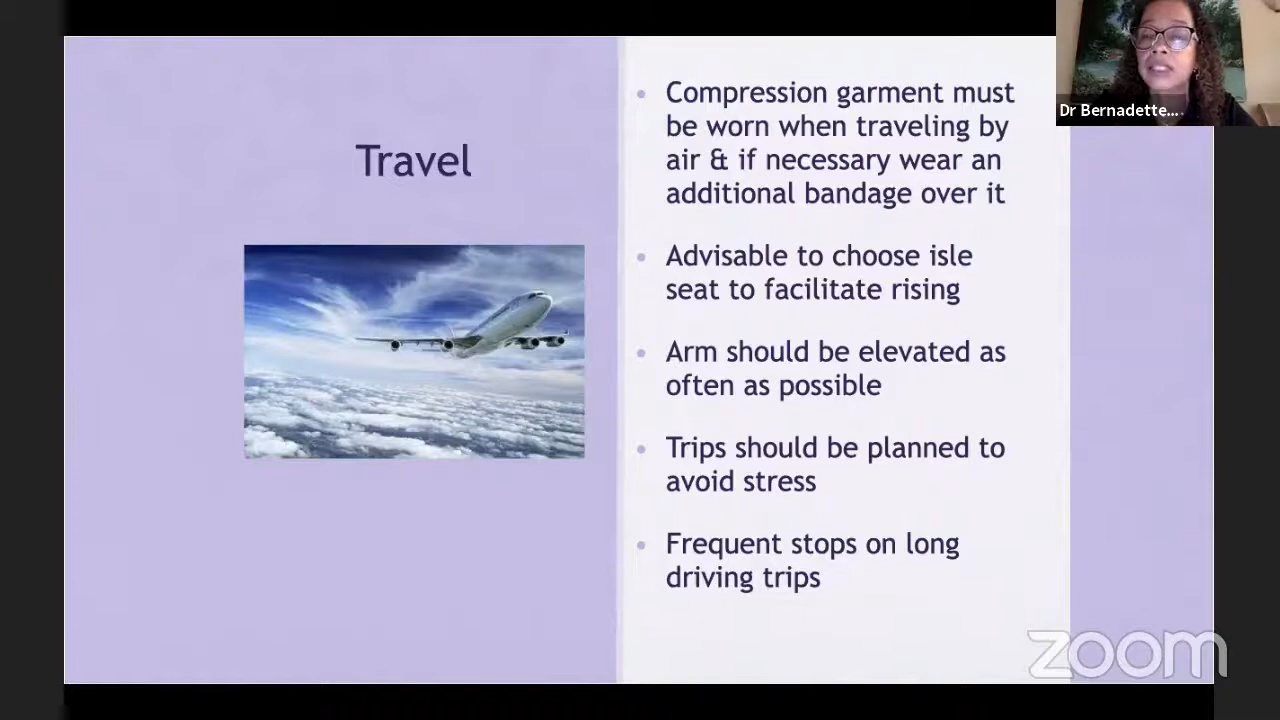 Travel
Compression garment must
be worn when traveling by
air & if necessary wear an
additional bandage over it
Advisable to choose isle
seat to facilitate rising
Arm should be elevated as
often as possible
Trips should be planned to
avoid stress
Frequent stops on long
driving trips
Dr Bernadette...
zoom